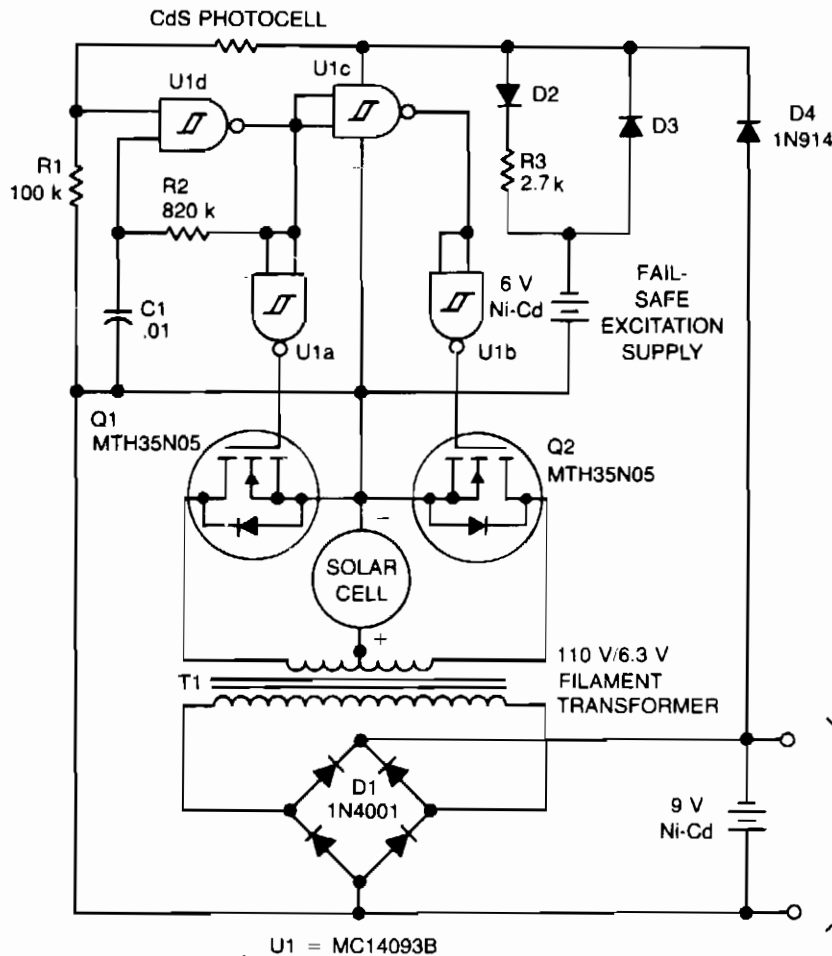 CdS PHOTOCELL
U1d
U1c
D2
D3
D4
1N914
R1
100 k
R2
820 k
R3
2.7 k
C1
.01
U1a
U1b
6 V
Ni-Cd
FAIL-
SAFE
EXCITATION
SUPPLY
Q1
MTH35N05
Q2
MTH35N05
−
SOLAR
CELL
+
T1
110 V/6.3 V
FILAMENT
TRANSFORMER
D1
1N4001
9 V
Ni-Cd
U1 = MC14093B